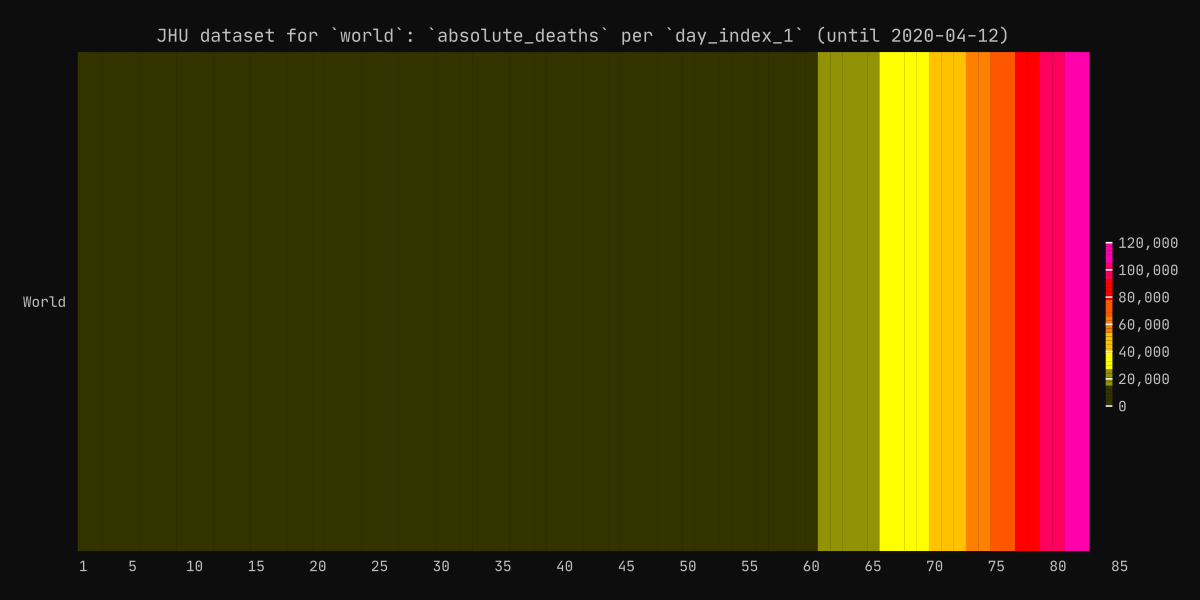 JHU dataset for `world`: `absolute_deaths` per `day_index_1` (until 2020-04-12)
120,000
100,000
80,000
World
60,000
40,000
20,000
0
1 5 10 15 20 25 30 35 40 45 50 55 60 65 70 75 80 85